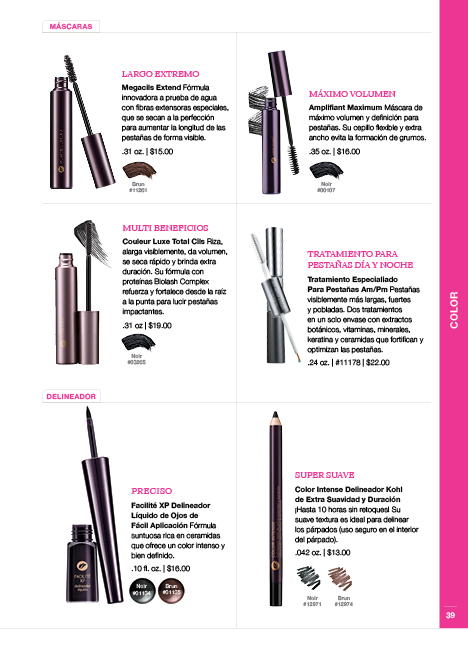 MÁSCARAS
LARGO EXTREMO
Megacils Extend Fórmula
innovadora a prueba de agua
con fibras extensoras especiales,
que se secan a la perfección
para aumentar la longitud de las
pestañas de forma visible.
.31 oz. | $15.00
Brun
#11261
MÁXIMO VOLUMEN
Amplifiant Maximum Máscara de
máximo volumen y definición para
pestañas. Su cepillo flexible y extra
ancho evita la formación de grumos.
.35 oz. | $16.00
Noir
#00107
MULTI BENEFICIOS
Couleur Luxe Total Cils Riza,
alarga visiblemente, da volumen,
se seca rápido y brinda extra
duración. Su fórmula con
proteínas Biolash Complex
refuerza y fortalece desde la raíz
a la punta para lucir pestañas
impactantes.
.31 oz | $19.00
Noir
TRATAMIENTO PARA
PESTAÑAS DÍA Y NOCHE
Tratamiento Especialiado
Para Pestañas Am/Pm Pestañas
visiblemente más largas, fuertes
y pobladas. Dos tratamientos
en un solo envase con extractos
botánicos, vitaminas, minerales,
keratina y ceramidas que fortifican y
optimizan las pestañas.
.24 oz. | #11178 | $22.00
COLOR
DELINEADOR
PRECISO
Facilité XP Delineador
Líquido de Ojos de
Fácil Aplicación Fórmula
suntuosa rica en ceramidas
que ofrece un color intenso y
bien definido.
.10 fl. oz. | $16.00
FACILITÉ
XP
Noir
#01134
Brun
#01135
SUPER SUAVE
Color Intense Delineador Kohl
de Extra Suavidad y Duración
¡Hasta 10 horas sin retoques! Su
suave textura es ideal para delinear
los párpados (uso seguro en el interior
del párpado).
.042 oz. | $13.00
Noir
#12971
Brun
#12974
39